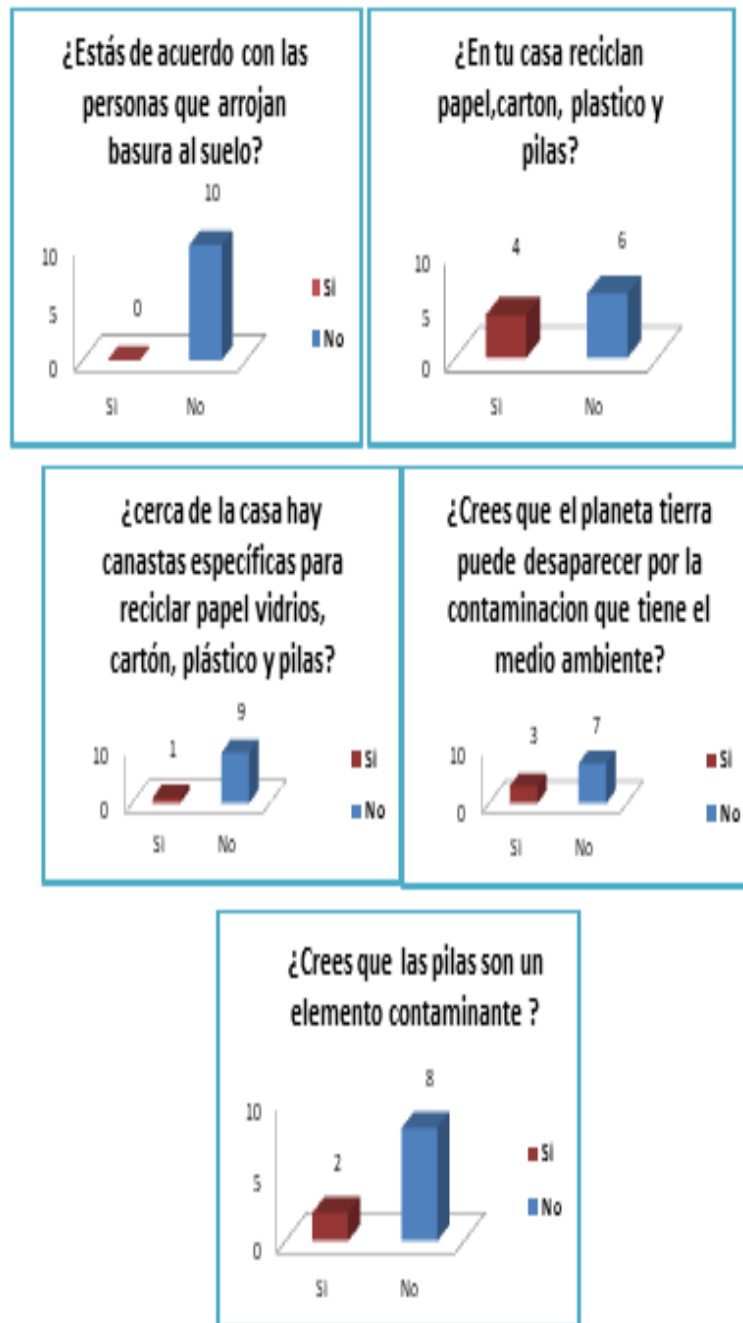 ¿Estás de acuerdo con las
personas que arrojan
basura al suelo?
10
10
5
0
0
Si
No
Si
No
¿En tu casa reciclan
papel,carton, plastico y
pilas?
10
5
0
4
6
Si
No
¿cerca de la casa hay
canastas específicas para
reciclar papel vidrios,
cartón, plástico y pilas?
10
0
1
9
Si
No
Si
No
¿Crees que el planeta tierra
puede desaparecer por la
contaminacion que tiene el
medio ambiente?
10
0
3
7
Si
No
Si
No
¿Crees que las pilas son un
elemento contaminante ?
10
5
0
2
8
Si
No
Si
No